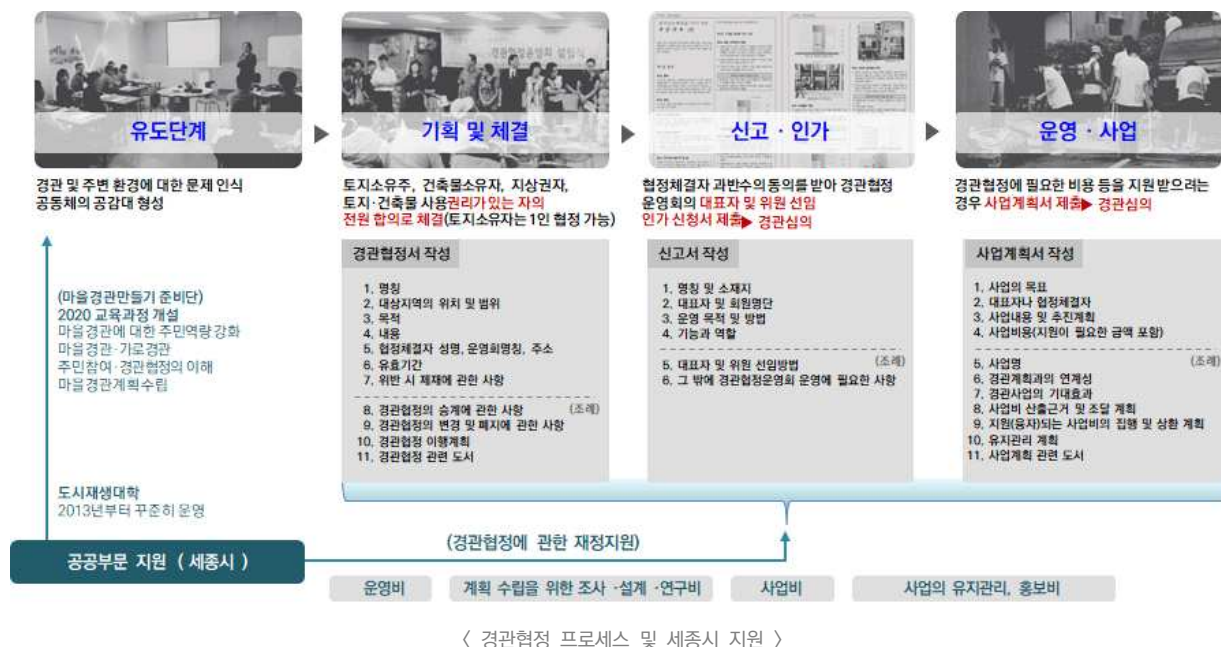 경관협정운영회 설립식
유도단계
기획 및 체결
신고 · 인가
운영 · 사업
경관 및 주변 환경에 대한 문제 인식
공동체의 공감대 형성
토지소유주, 건축물소유자, 지상권자,
토지·건축물 사용권리가 있는 자의
전원 합의로 체결(토지소유자는 1인 협정 가능)
협정체결자 과반수의 동의를 받아 경관협정
운영회의 대표자 및 위원 선임
인가 신청서 제출▶ 경관심의
경관협정에 필요한 비용 등을 지원 받으려는
경우 사업계획서 제출▶ 경관심의
(마을경관만들기 준비단)
2020 교육과정 개설
마을경관에 대한 주민역량 강화
마을경관·가로경관
주민참여·경관협정의 이해
마을경관계획수립
도시재생대학
2013년부터 꾸준히 운영
경관협정서 작성
1. 명칭
2. 대상지역의 위치 및 범위
3. 목적
4. 내용
5. 협정체결자 성명, 운영회명칭, 주소
6. 유효기간
7. 위반 시 제재에 관한 사항
8. 경관협정의 승계에 관한 사항 (조례)
9. 경관협정의 변경 및 폐지에 관한 사항
10. 경관협정 이행계획
11. 경관협정 관련 도서
신고서 작성
1. 명칭 및 소재지
2. 대표자 및 회원명단
3. 운영 목적 및 방법
4. 기능과 역할
5. 대표자 및 위원 선임방법 (조례)
6. 그 밖에 경관협정운영회 운영에 필요한 사항
사업계획서 작성
1. 사업의 목표
2. 대표자나 협정체결자
3. 사업내용 및 추진계획
4. 사업비용(지원이 필요한 금액 포함)
5. 사업명 (조례)
6. 경관계획과의 연계성
7. 경관사업의 기대효과
8. 사업비 산출근거 및 조달 계획
9. 지원(융자)되는 사업비의 집행 및 상환 계획
10. 유지관리 계획
11. 사업계획 관련 도서
공공부문 지원 ( 세종시 )
(경관협정에 관한 재정지원)
운영비
계획 수립을 위한 조사 ·설계 ·연구비
사업비
사업의 유지관리, 홍보비
〈 경관협정 프로세스 및 세종시 지원 〉